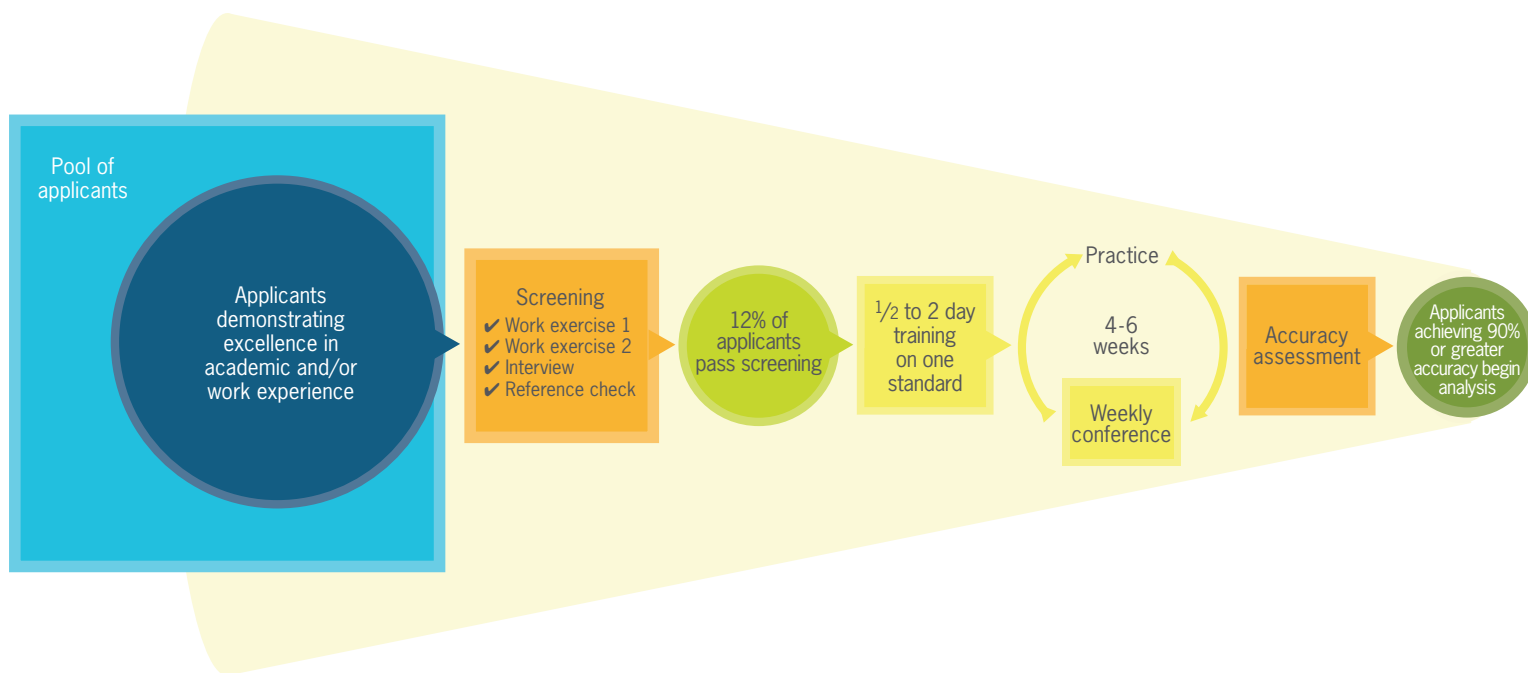 Pool of
applicants
Applicants
demonstrating
excellence in
academic and/or
work experience
Screening
✔ Work exercise 1
✔ Work exercise 2
✔ Interview
✔ Reference check
12% of
applicants
pass screening
1/2 to 2 day
training
on one
standard
Practice
4-6
weeks
Weekly
conference
Accuracy
assessment
Applicants
achieving 90%
or greater
accuracy begin
analysis